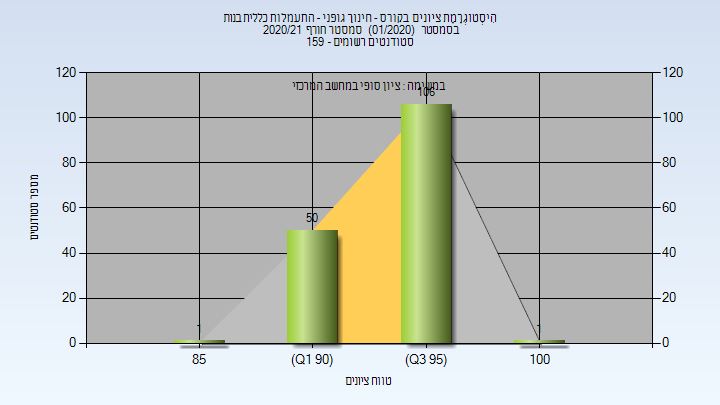 היסטוגרמת ציונים בקורס - חינוך גופני - התעמלות כללית בנות
בסמסטר (01/2020) סמסטר חורף 2020/21
סטודנטים רשומים - 159
במשימה : ציון סופי במחשב המרכזי
120 120
106
100 100
80 80
60 60
50
40 40
20 20
1 1
0 0
85 (Q1 90) (Q3 95) 100
מספר סטודנטים
טווח ציונים